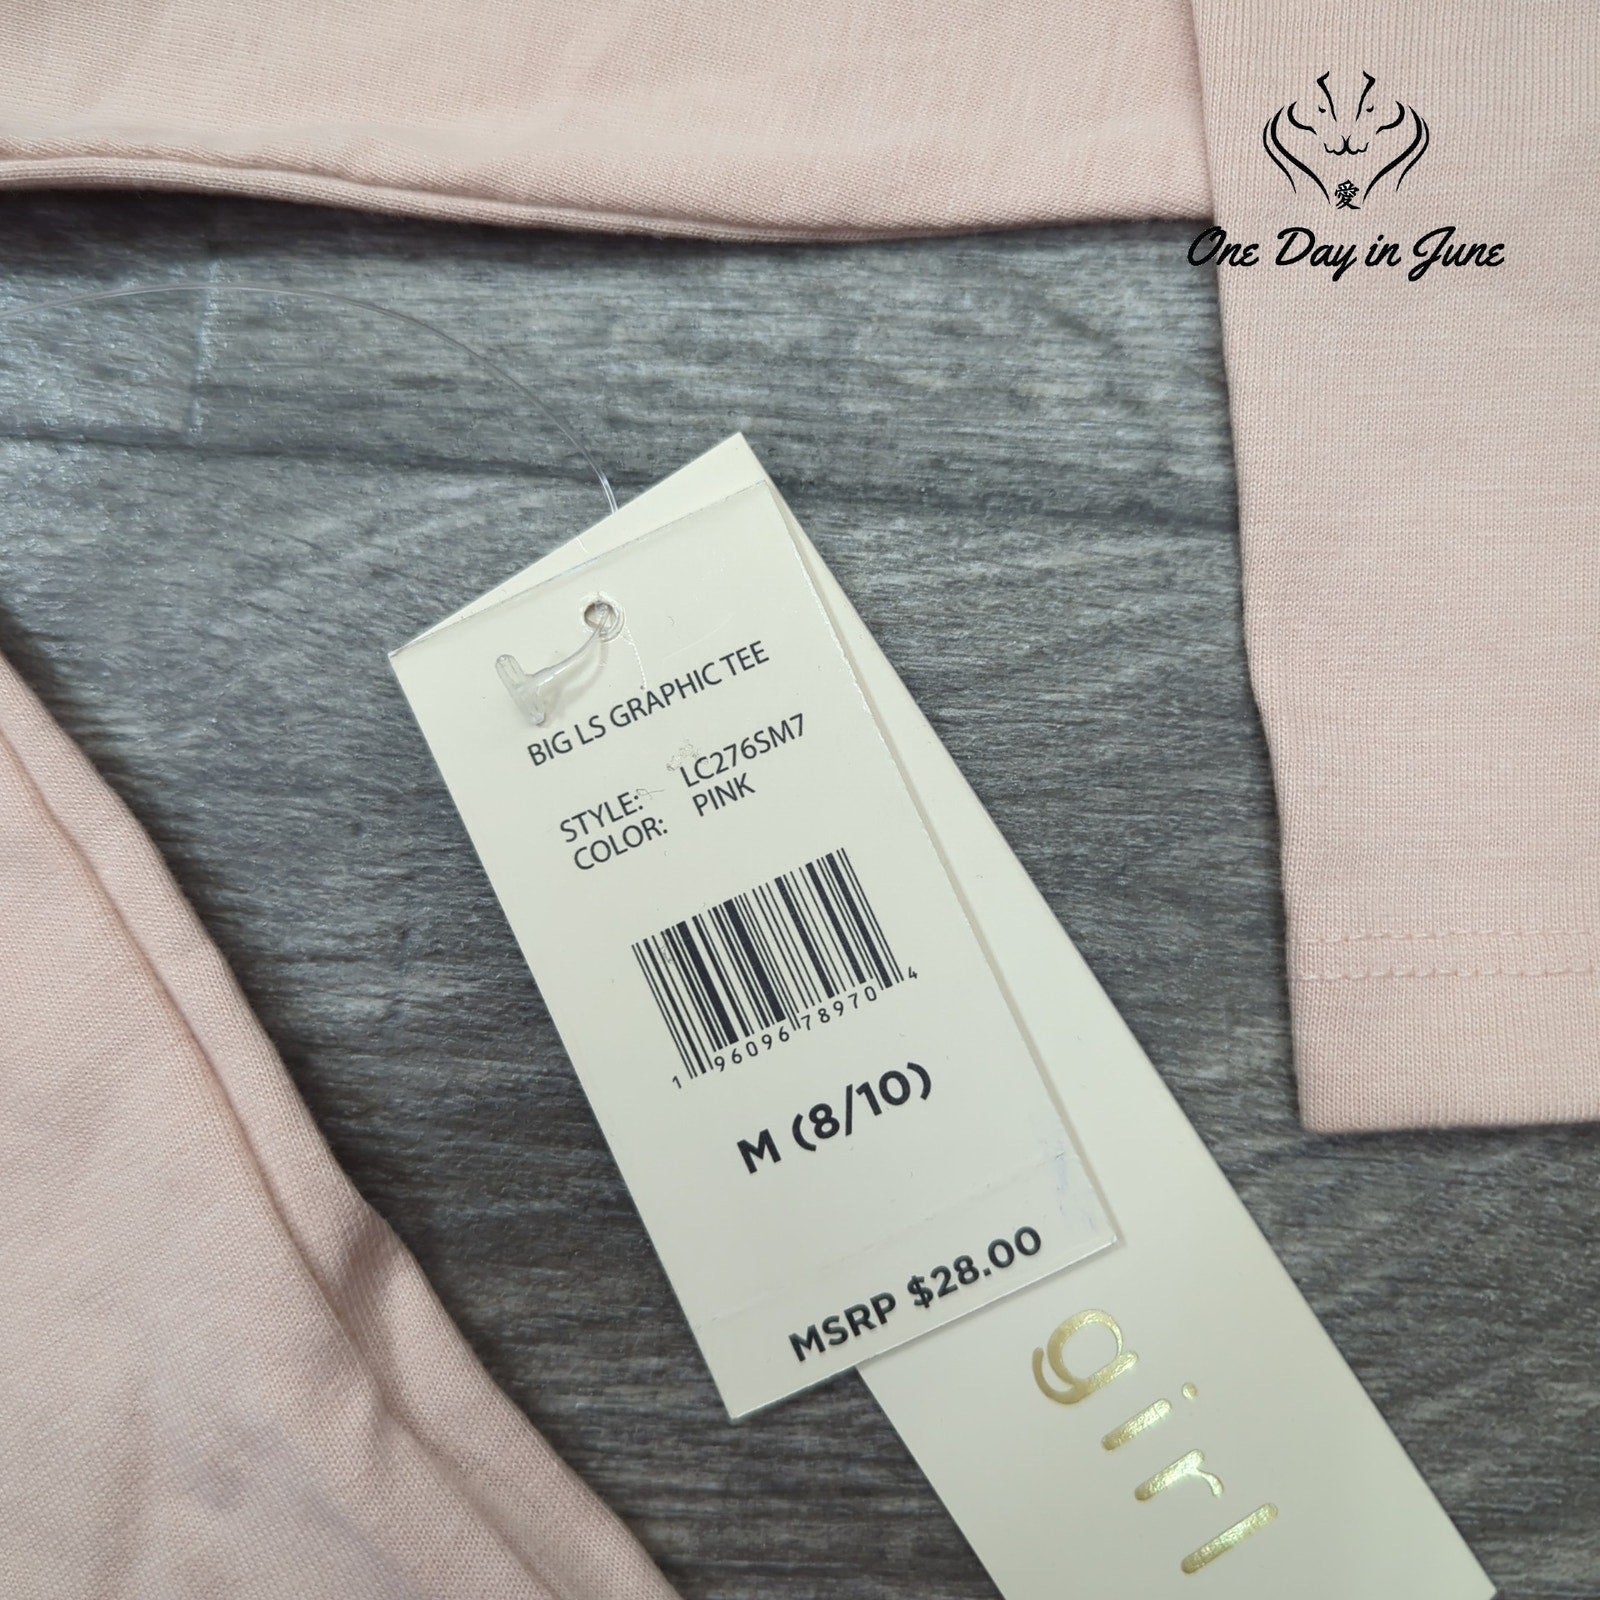 愛
One Day in June
BIG LS GRAPHIC TEE
STYLE: LC276SM7
COLOR: PINK
1 96096 78970 4
M (8/10)
MSRP $28.00
girl